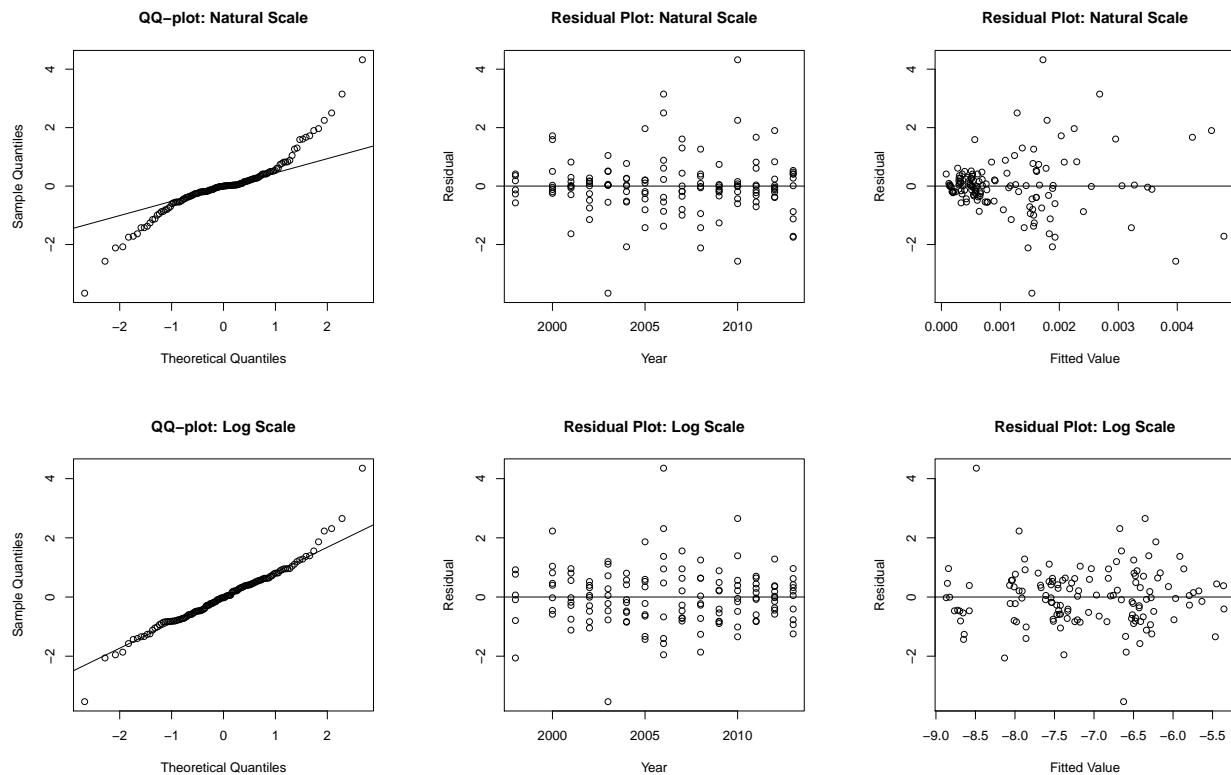 QQ−plot: Natural Scale
Sample Quantiles
4
2
0
−2
−2 −1 0 1 2
Theoretical Quantiles
Residual Plot: Natural Scale
Residual
4
2
0
−2
2000 2005 2010
Year
Residual Plot: Natural Scale
Residual
4
2
0
−2
0.000 0.001 0.002 0.003 0.004
Fitted Value
QQ−plot: Log Scale
Sample Quantiles
4
2
0
−2
−2 −1 0 1 2
Theoretical Quantiles
Residual Plot: Log Scale
Residual
4
2
0
−2
2000 2005 2010
Year
Residual Plot: Log Scale
Residual
4
2
0
−2
−9.0 −8.5 −8.0 −7.5 −7.0 −6.5 −6.0 −5.5
Fitted Value